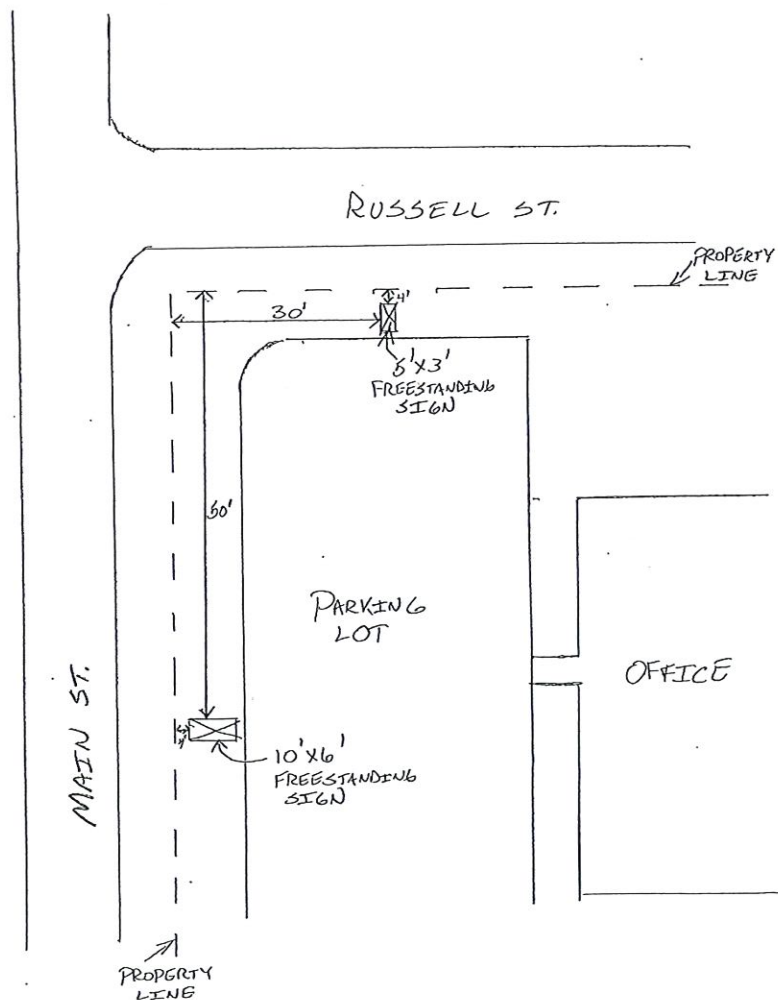 RUSSELL ST.
PROPERTY
LINE
4'
30'
5'X3'
FREESTANDING
SIGN
50'
PARKING
LOT
OFFICE
MAIN ST.
10'X6'
FREESTANDING
SIGN
PROPERTY
LINE